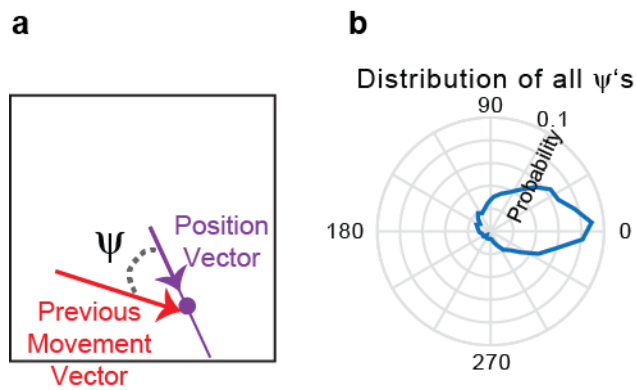 a
ψ
Position
Vector
Previous
Movement
Vector
b
Distribution of all ψ's
90
0.1
Probability
180
0
270